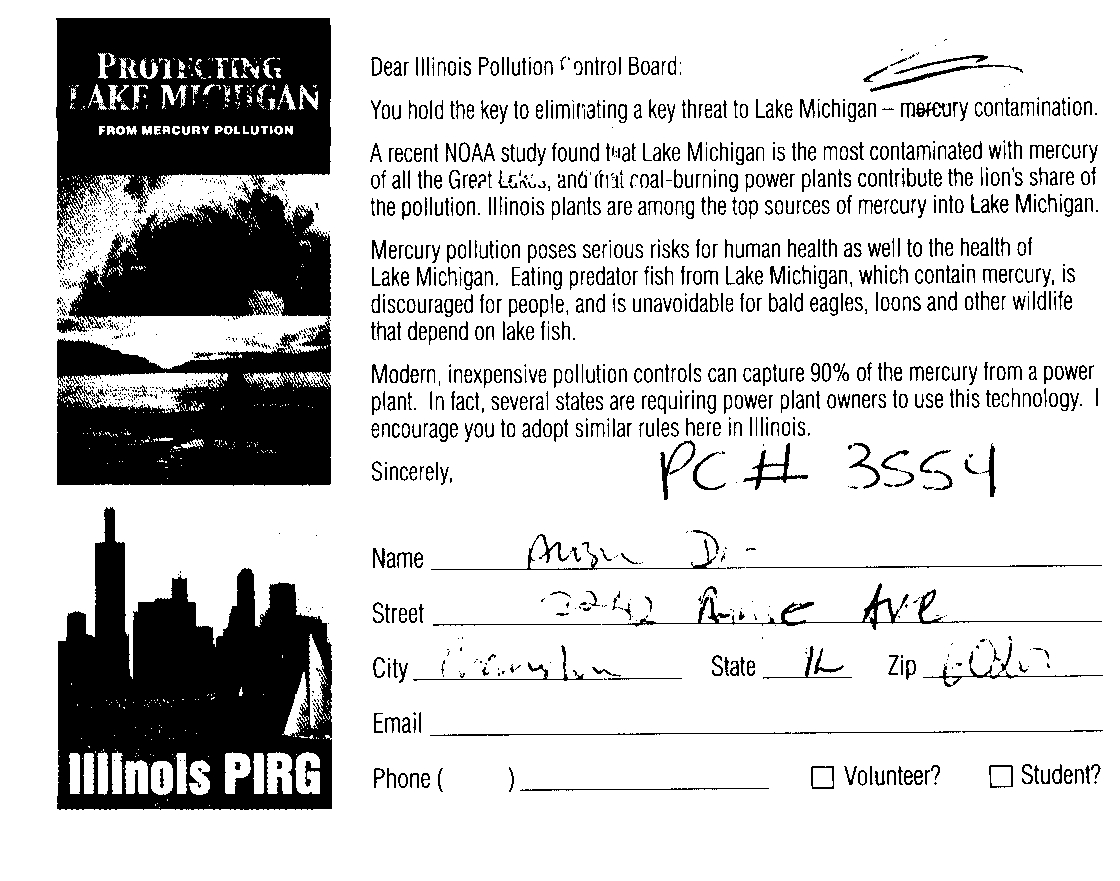 PROTECTING
LAKE MICHIGAN
FROM MERCURY POLLUTION
Illinois PIRG
Dear Illinois Pollution Control Board:
You hold the key to eliminating a key threat to Lake Michigan – mercury contamination.
A recent NOAA study found that Lake Michigan is the most contaminated with mercury
of all the Great Lakes, and that coal-burning power plants contribute the lion's share of
the pollution. Illinois plants are among the top sources of mercury into Lake Michigan.
Mercury pollution poses serious risks for human health as well to the health of
Lake Michigan. Eating predator fish from Lake Michigan, which contain mercury, is
discouraged for people, and is unavoidable for bald eagles, loons and other wildlife
that depend on lake fish.
Modern, inexpensive pollution controls can capture 90% of the mercury from a power
plant. In fact, several states are requiring power plant owners to use this technology. I
encourage you to adopt similar rules here in Illinois.
Sincerely,
PC # 3554
Name
Street Ave
City State IL Zip
Email
Phone ( )
Volunteer? Student?